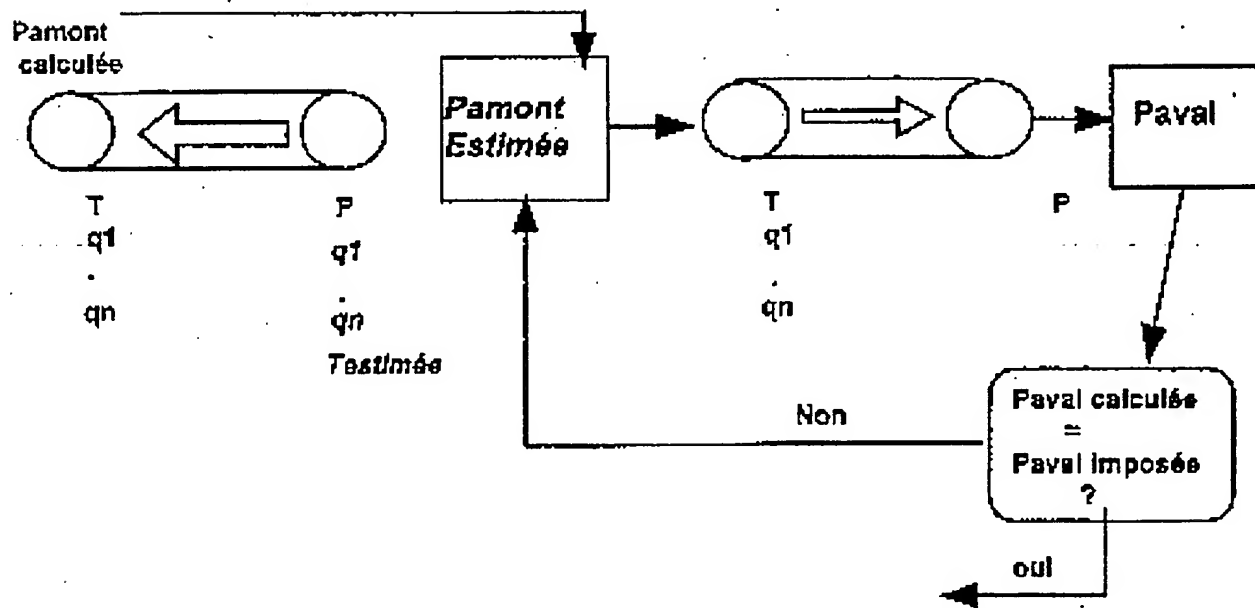 Pamont
calculée
T
q1
.
qn
P
q1
.
qn
Testimée
Pamont
Estimée
T
q1
.
qn
P
Paval
Paval calculée
=
Paval imposée
?
Non
oui